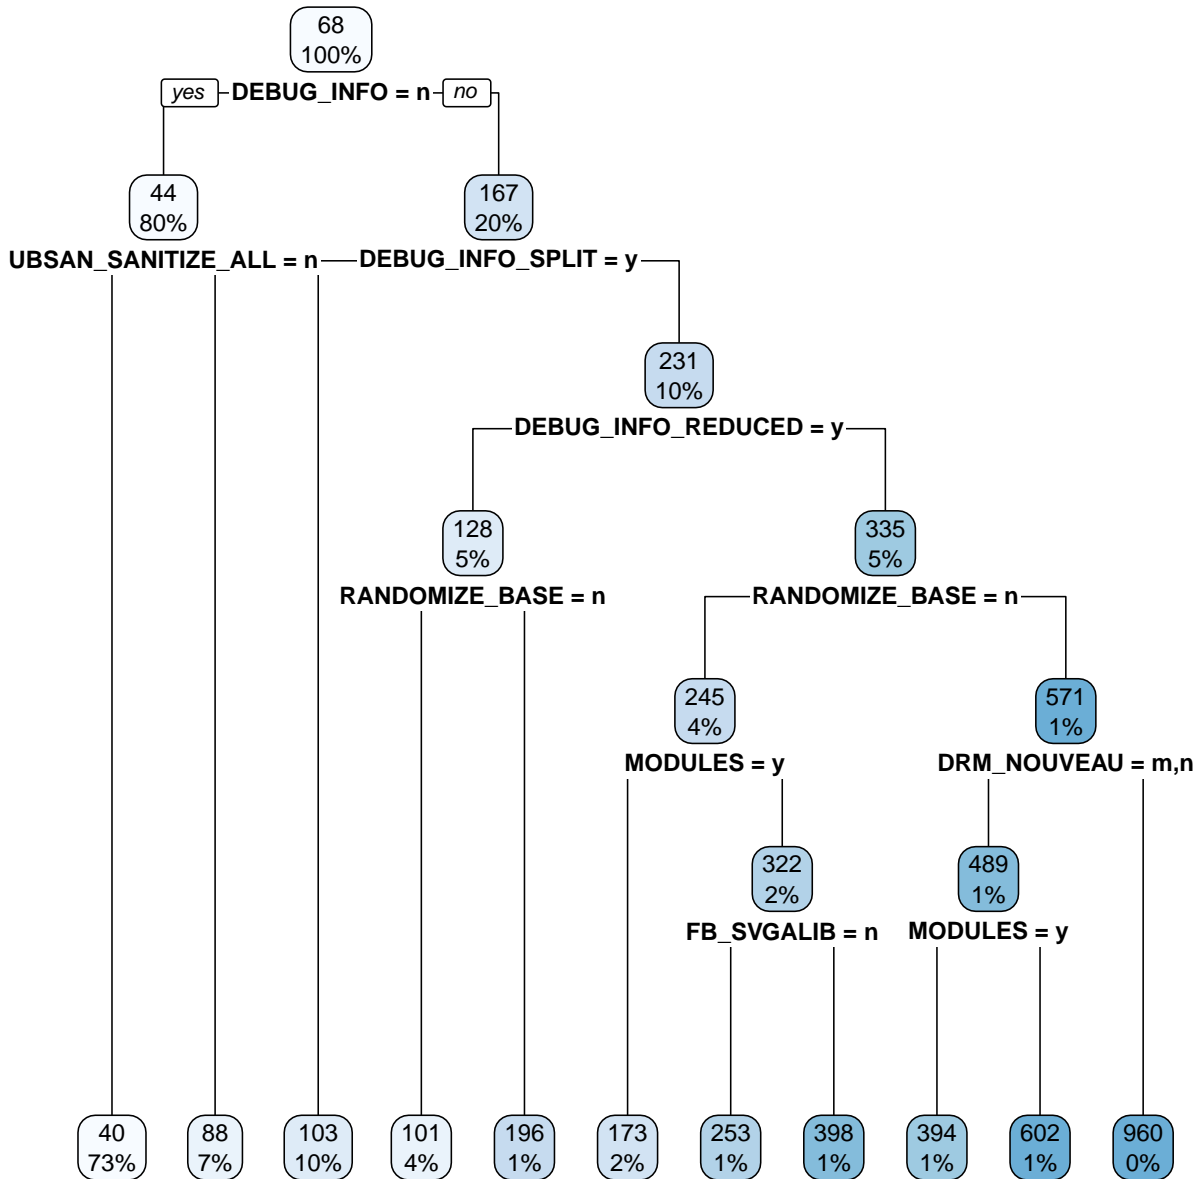 68
100%
yes DEBUG_INFO = n no
44 167
80% 20%
UBSAN_SANITIZE_ALL = n DEBUG_INFO_SPLIT = y
231
10%
DEBUG_INFO_REDUCED = y
128 335
5% 5%
RANDOMIZE_BASE = n RANDOMIZE_BASE = n
245 571
4% 1%
MODULES = y DRM_NOUVEAU = m,n
322 489
2% 1%
FB_SVGALIB = n MODULES = y
40 88 103 101 196 173 253 398 394 602 960
73% 7% 10% 4% 1% 2% 1% 1% 1% 1% 0%